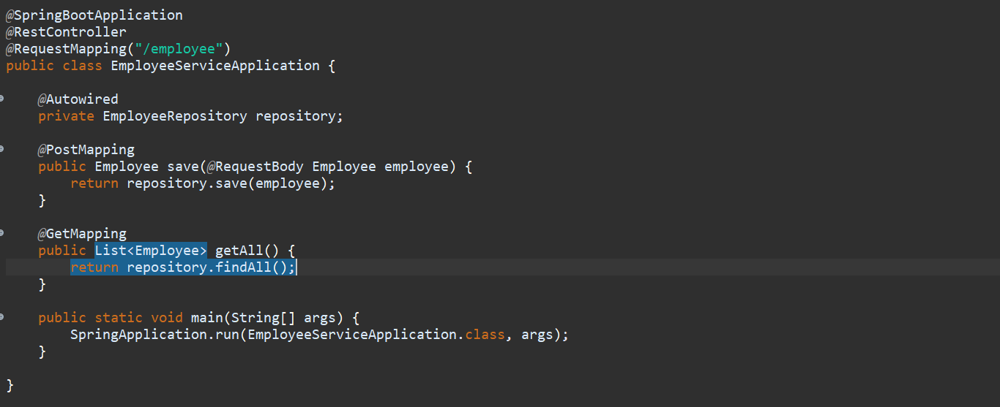 @SpringBootApplication
@RestController
@RequestMapping("/employee")
public class EmployeeServiceApplication {
@Autowired
private EmployeeRepository repository;
@PostMapping
public Employee save(@RequestBody Employee employee) {
return repository.save(employee);
}
@GetMapping
public List<Employee> getAll() {
return repository.findAll();
}
public static void main(String[] args) {
SpringApplication.run(EmployeeServiceApplication.class, args);
}
}